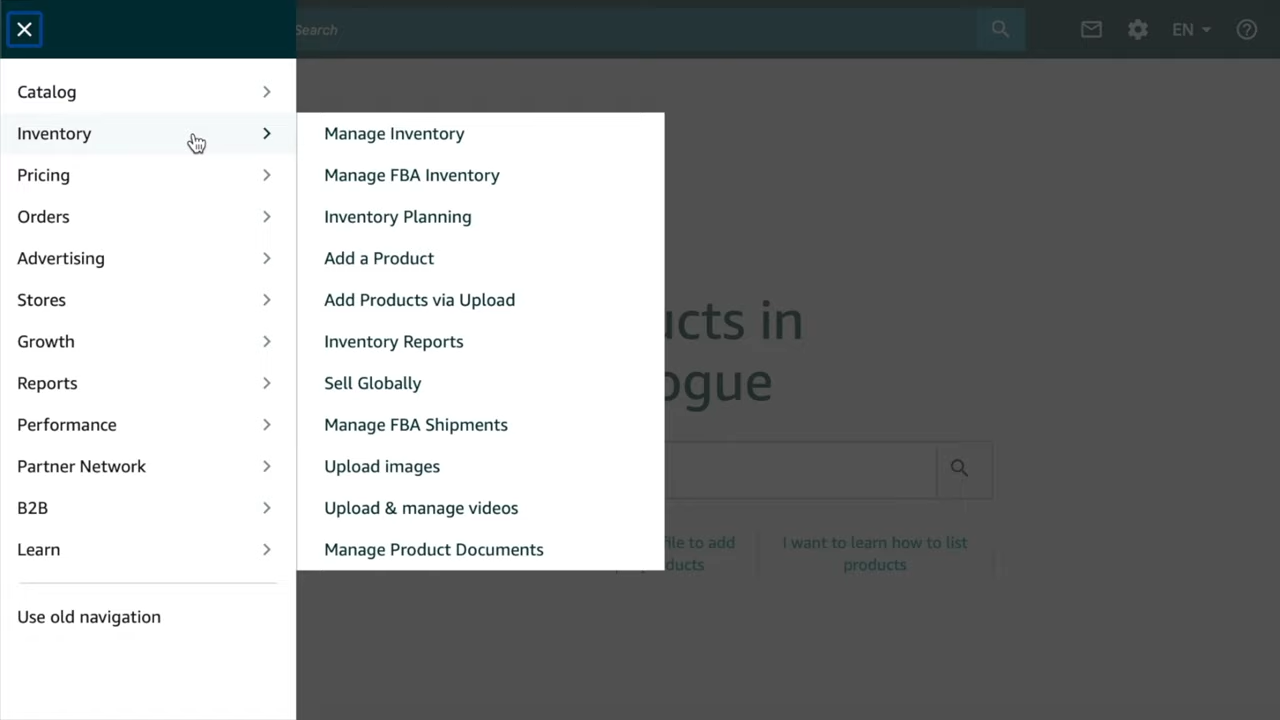 Search
EN
Catalog
Inventory
Pricing
Orders
Advertising
Stores
Growth
Reports
Performance
Partner Network
B2B
Learn
Use old navigation
Manage Inventory
Manage FBA Inventory
Inventory Planning
Add a Product
Add Products via Upload
Inventory Reports
Sell Globally
Manage FBA Shipments
Upload images
Upload & manage videos
Manage Product Documents
ucts in
ogue
file to add
ducts
I want to learn how to list
products